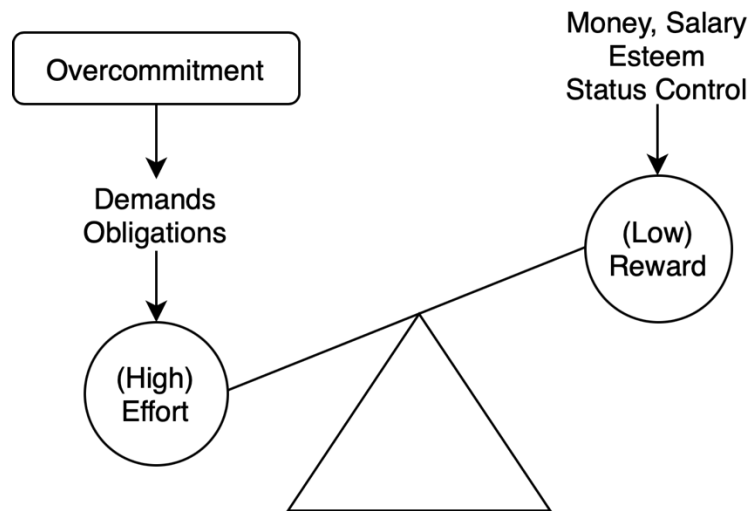 Overcommitment
Demands
Obligations
(High)
Effort
Money, Salary
Esteem
Status Control
(Low)
Reward